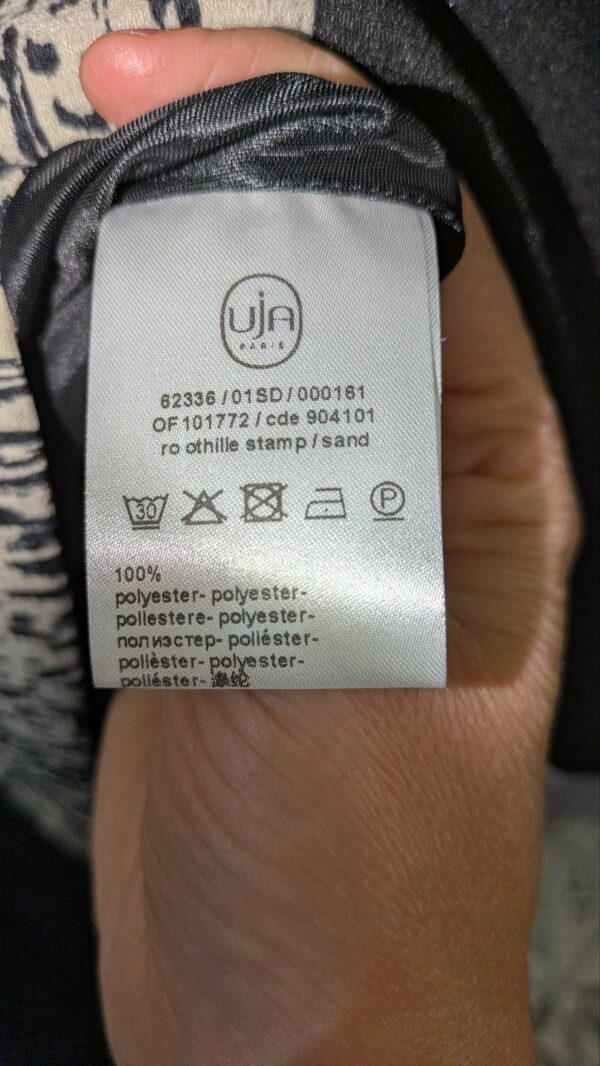 UJA
PARIS
62336/01SD/000161
OF 101772/cde 904101
ro othille stamp/sand
30 P
100%
polyester- polyester-
poliestere- polyester-
полиэстер- poliéster-
polièster- polyester-
poliéster- 涤纶